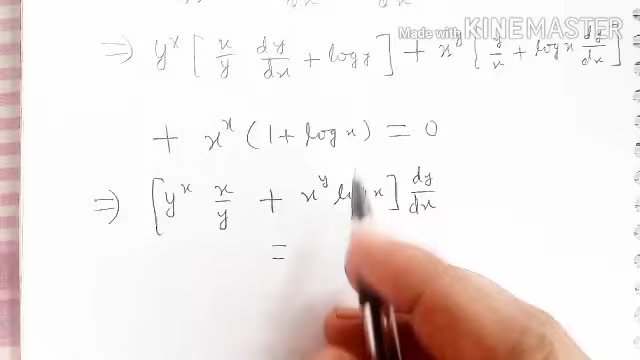 Made with KINEMASTER
⇒ y^x [ x/y dy/dx + log y ] + x^y [ y/x + log x dy/dx ]
+ x^x (1 + log x) = 0
⇒ [ y^x x/y + x^y log x ] dy/dx
=